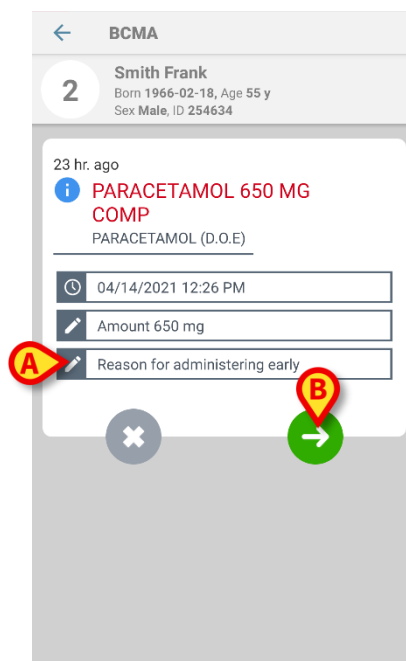 BCMA
2
Smith Frank
Born 1966-02-18, Age 55 y
Sex Male, ID 254634
23 hr. ago
i PARACETAMOL 650 MG
COMP
PARACETAMOL (D.O.E)
04/14/2021 12:26 PM
Amount 650 mg
A
Reason for administering early
B